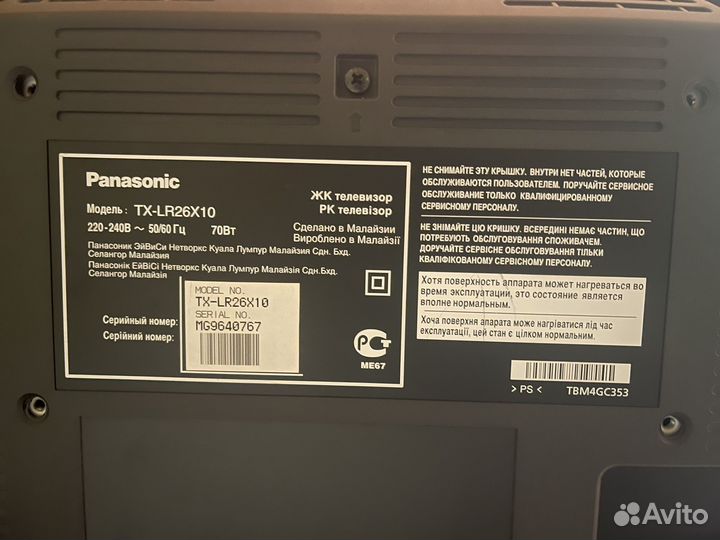 Panasonic
ЖК телевизор
РК телевізор
Модель: TX-LR26X10
220-240В ~ 50/60 Гц 70Вт
Сделано в Малайзии
Вироблено в Малайзії
Панасоник ЭйВиСи Нетворкс Куала Лумпур Малайзия Сдн.Бхд.
Селангор Малайзия
Панасонік ЕйВіСі Нетворкс Куала Лумпур Малайзія Сдн.Бхд.
Селангор Малайзія
MODEL NO.
TX-LR26X10
SERIAL NO.
MG9640767
Серийный номер:
Серійний номер:
РСТ
ME67
НЕ СНИМАЙТЕ ЭТУ КРЫШКУ. ВНУТРИ НЕТ ЧАСТЕЙ, КОТОРЫЕ
ОБСЛУЖИВАЮТСЯ ПОЛЬЗОВАТЕЛЕМ. ПОРУЧАЙТЕ СЕРВИСНОЕ
ОБСЛУЖИВАНИЕ ТОЛЬКО КВАЛИФИЦИРОВАННОМУ
СЕРВИСНОМУ ПЕРСОНАЛУ.
НЕ ЗНІМАЙТЕ ЦЮ КРИШКУ. ВСЕРЕДИНІ НЕМАЄ ЧАСТИН, ЩО
ПОТРЕБУЮТЬ ОБСЛУГОВУВАННЯ СПОЖИВАЧЕМ.
ДОРУЧАЙТЕ СЕРВІСНЕ ОБСЛУГОВУВАННЯ ТІЛЬКИ
КВАЛІФІКОВАНОМУ СЕРВІСНОМУ ПЕРСОНАЛУ.
Хотя поверхность аппарата может нагреваться во
время эксплуатации, это состояние является
вполне нормальным.
Хоча поверхня апарата може нагріватися під час
експлуатації, цей стан є цілком нормальним.
> PS < TBM4GC353
Avito